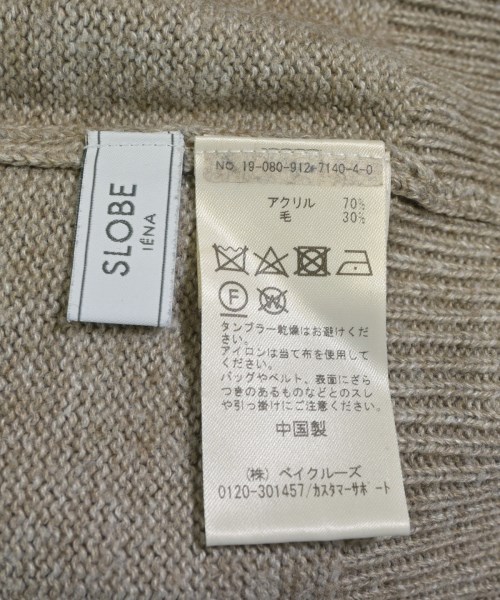 SLOBE
IÉNA
NO. 19-080-912-7140-4-0
アクリル 70%
毛 30%
F
W
タンブラー乾燥はお避けくだ
さい。
アイロンは当て布を使用して
ください。
バッグやベルト、表面にざら
つきのあるものなどとのスレ
や引っ掛けにご注意ください。
中国製
(株) ベイクルーズ
0120-301457/カスタマーサポート